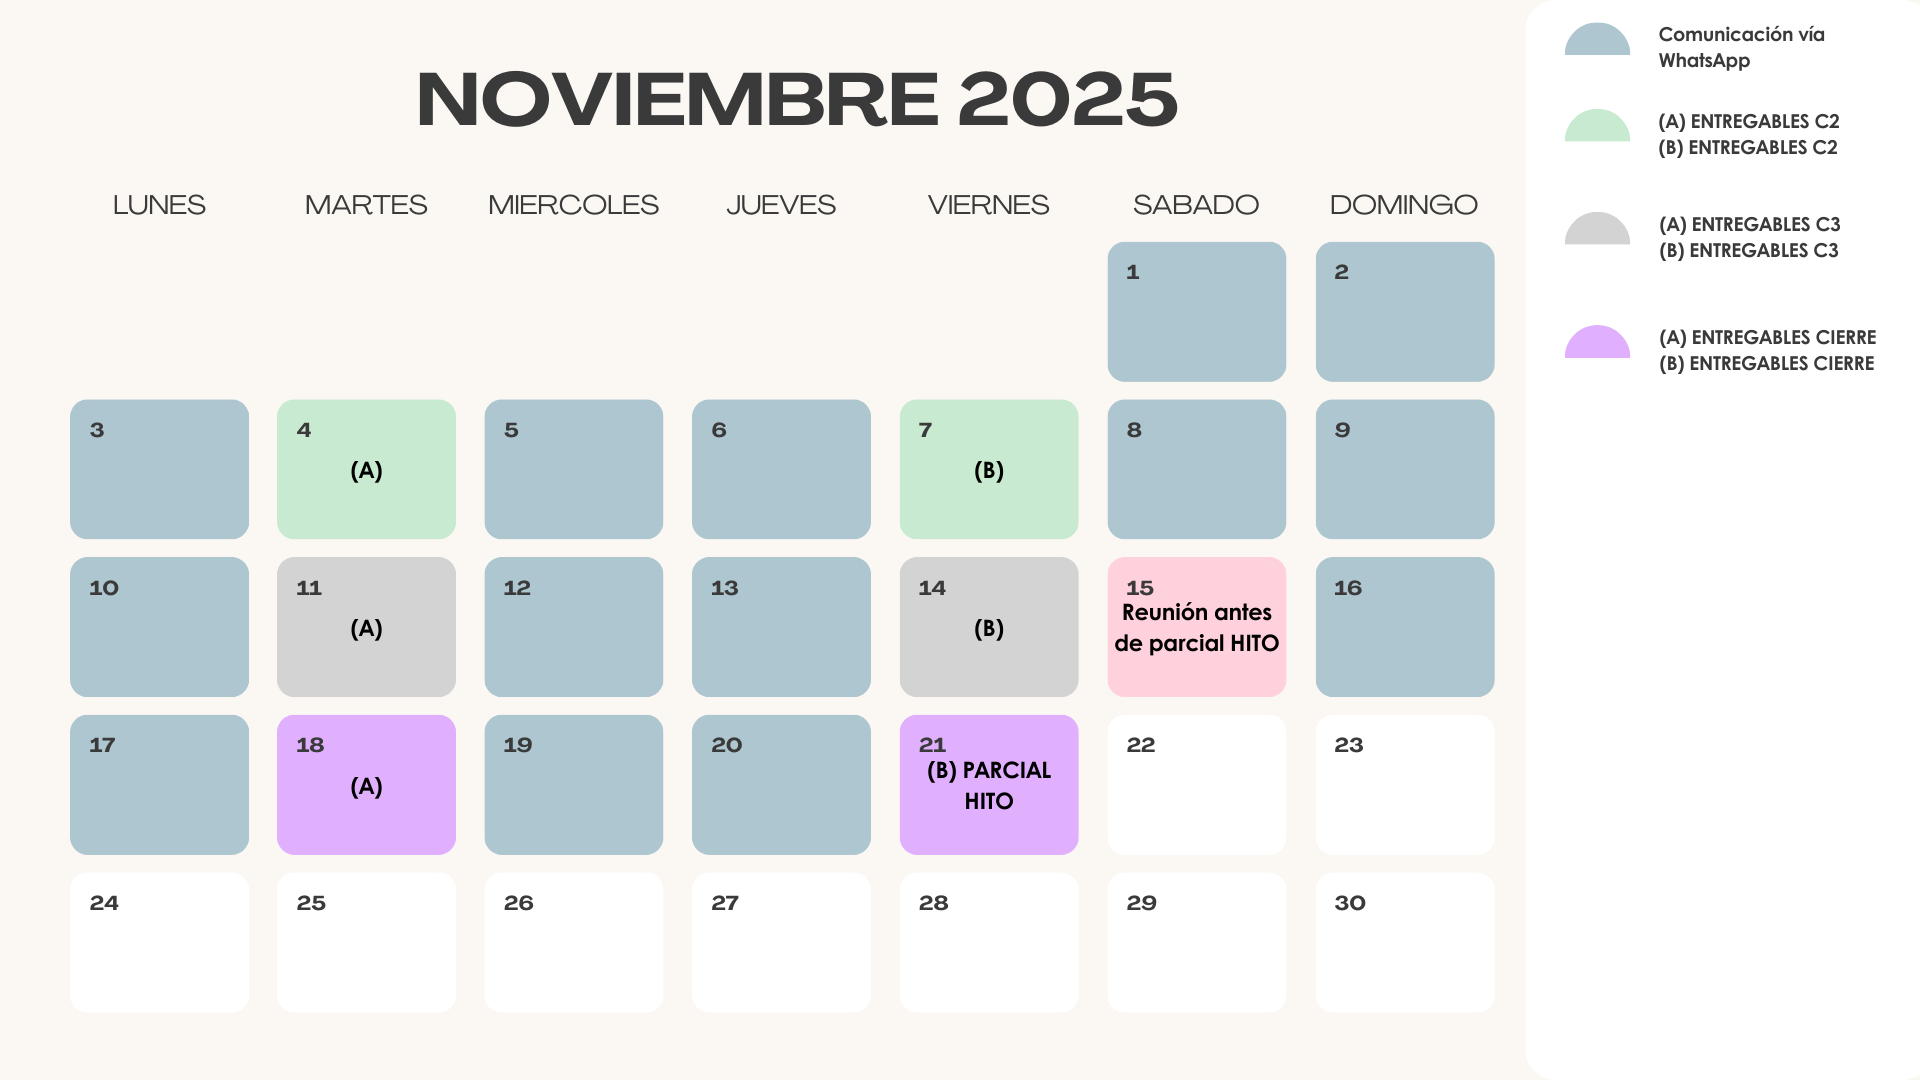 NOVIEMBRE 2025
LUNES MARTES MIERCOLES JUEVES VIERNES SABADO DOMINGO
1 2
3 4 5 6 7 8 9
(A) (B)
10 11 12 13 14 15 16
(A) (B) Reunión antes
de parcial HITO
17 18 19 20 21 22 23
(A) (B) PARCIAL
HITO
24 25 26 27 28 29 30
Comunicación vía
WhatsApp
(A) ENTREGABLES C2
(B) ENTREGABLES C2
(A) ENTREGABLES C3
(B) ENTREGABLES C3
(A) ENTREGABLES CIERRE
(B) ENTREGABLES CIERRE